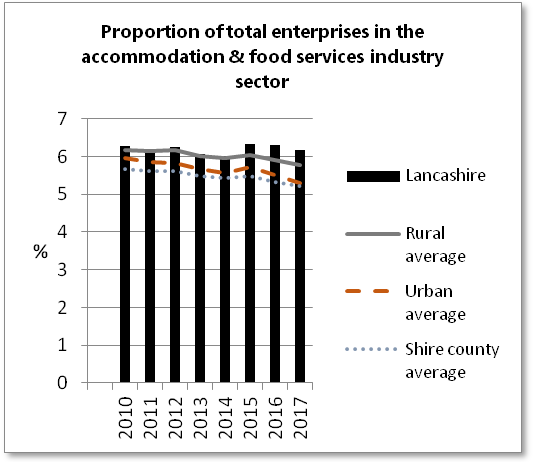 Proportion of total enterprises in the
accommodation & food services industry
sector
7
6
5
4
3
2
1
0
%
2010
2011
2012
2013
2014
2015
2016
2017
Lancashire
Rural
average
Urban
average
Shire county
average